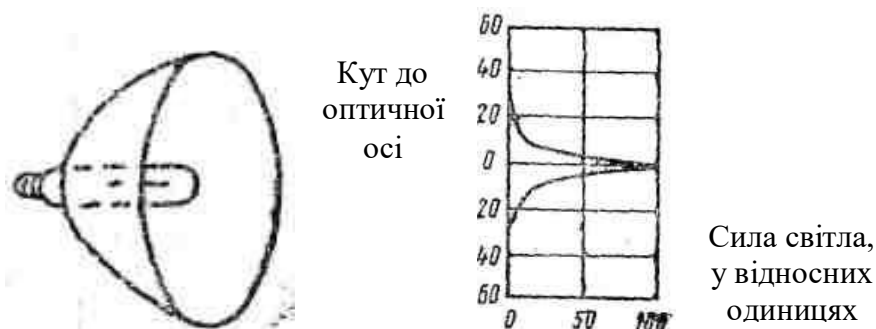 Кут до
оптичної
осі
60
40
20
0
20
40
60
0 50 100
Сила світла,
у відносних
одиницях